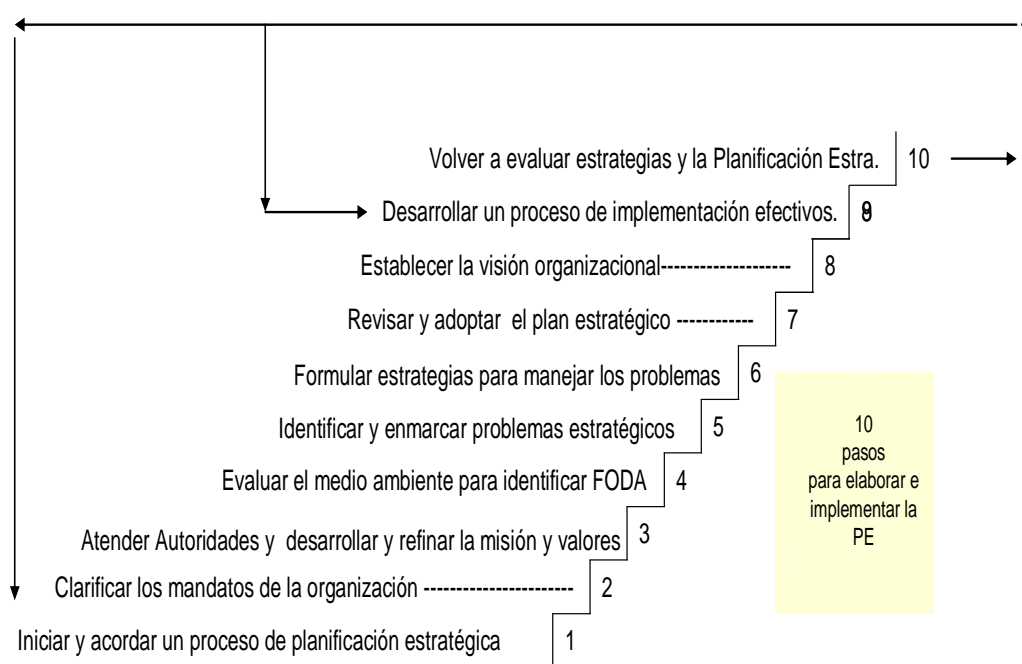 Volver a evaluar estrategias y la Planificación Estra. 10
Desarrollar un proceso de implementación efectivos. 9
Establecer la visión organizacional-------------------- 8
Revisar y adoptar el plan estratégico ------------ 7
Formular estrategias para manejar los problemas 6
Identificar y enmarcar problemas estratégicos 5
Evaluar el medio ambiente para identificar FODA 4
Atender Autoridades y desarrollar y refinar la misión y valores 3
Clarificar los mandatos de la organización ----------------------- 2
Iniciar y acordar un proceso de planificación estratégica 1
10
pasos
para elaborar e
implementar la
PE